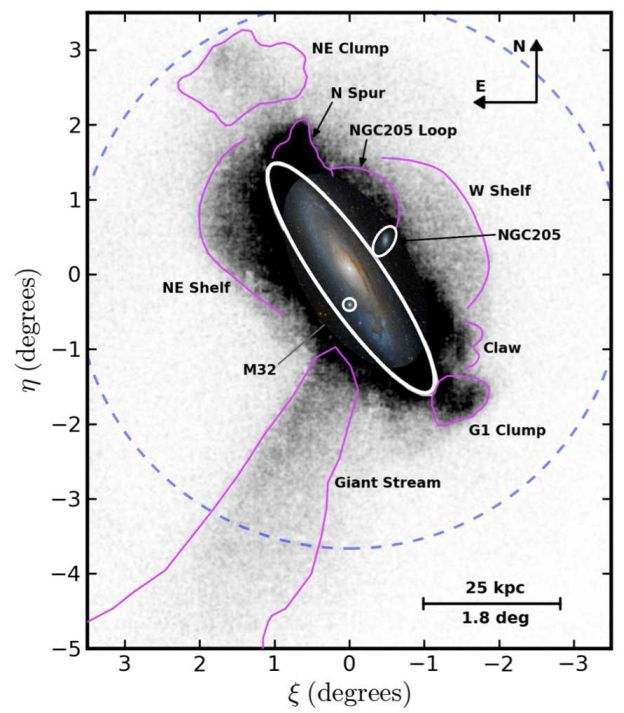 3
NE Clump
N
E
N Spur
2
NGC205 Loop
W Shelf
1
NGC205
0
NE Shelf
η (degrees)
−1
Claw
M32
−2
G1 Clump
Giant Stream
−3
−4
25 kpc
1.8 deg
−5
3 2 1 0 −1 −2 −3
ξ (degrees)